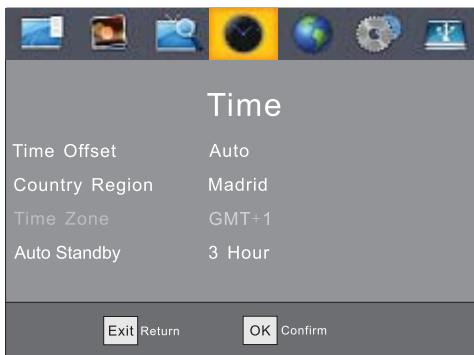 Time
Time Offset Auto
Country Region Madrid
Time Zone GMT+1
Auto Standby 3 Hour
Exit Return OK Confirm